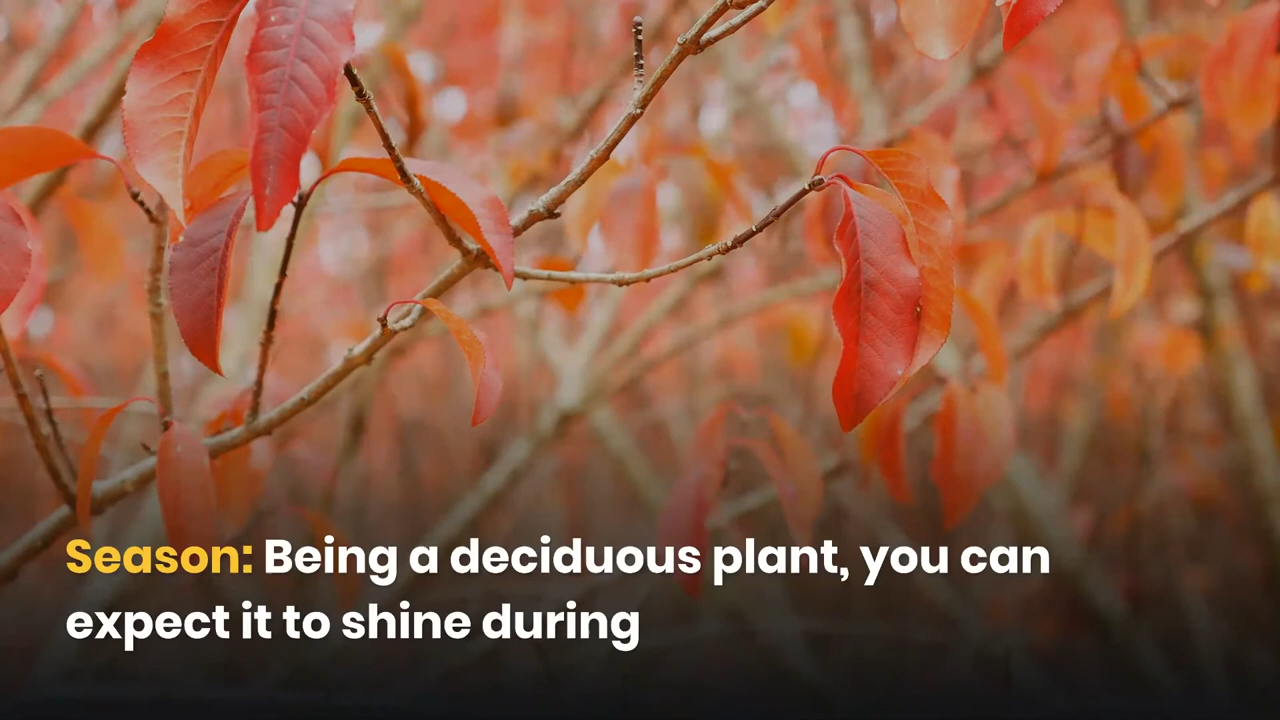 Season: Being a deciduous plant, you can
expect it to shine during